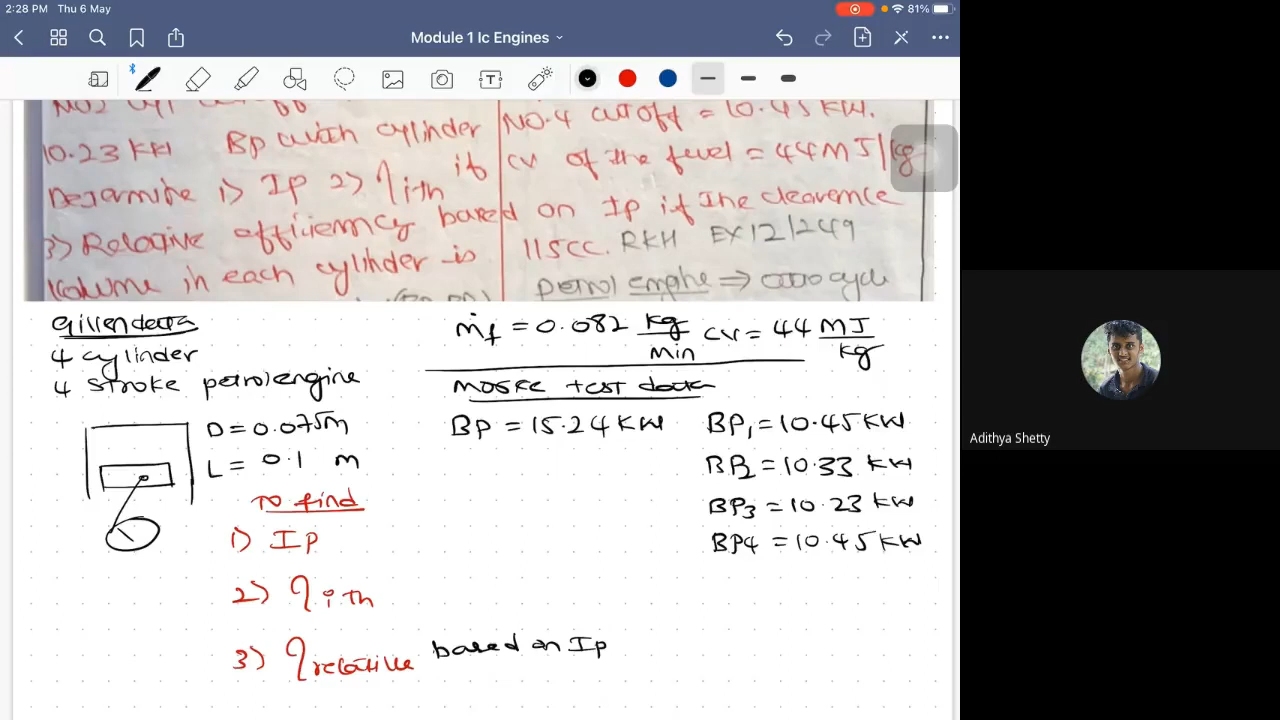 2:28 PM Thu 6 May 81%
Module 1 Ic Engines
NO.4 cut off = 10.45 KW.
10.23 KW BP with cylinder
if CV of the fuel = 44 MJ/kg
Determine 1) IP 2) ηith
3) Relative efficiency based on IP if the clearence
volume in each cylinder is 115CC. RKH EX 12/249
petrol engine ⇒ otto cycle
Given data
4 cylinder
4 stroke petrol engine
D = 0.075m
L = 0.1 m
ṁf = 0.082 kg/min CV = 44 MJ/kg
Morse test data
BP = 15.24 KW
BP1 = 10.45 KW
BP2 = 10.33 KW
BP3 = 10.23 KW
BP4 = 10.45 KW
To find
1) IP
2) ηith
3) ηrelative based on IP
Adithya Shetty